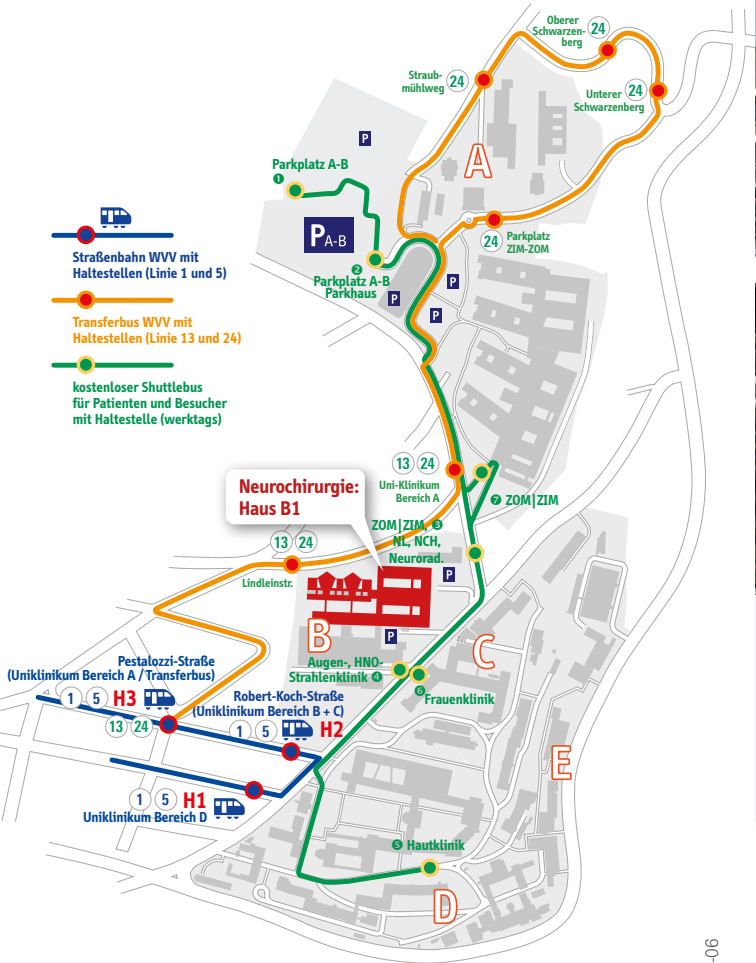 Oberer
Schwarzen-
berg
24
Straub-
mühlweg
24
Unterer
Schwarzenberg
24
A
P
Parkplatz A-B
1
P A-B
24
Parkplatz
ZIM-ZOM
2
Parkplatz A-B
Parkhaus
P
P
P
Straßenbahn WVV mit
Haltestellen (Linie 1 und 5)
Transferbus WVV mit
Haltestellen (Linie 13 und 24)
kostenloser Shuttlebus
für Patienten und Besucher
mit Haltestelle (werktags)
13 24
Uni-Klinikum
Bereich A
Neurochirurgie:
Haus B1
7 ZOM|ZIM
ZOM|ZIM, 3
NL, NCH,
Neurorad.
13 24
Lindleinstr.
P
B
P
C
Augen-, HNO-
Strahlenklinik 4
6
Frauenklinik
Pestalozzi-Straße
(Uniklinikum Bereich A / Transferbus)
1 5 H3
13 24
Robert-Koch-Straße
(Uniklinikum Bereich B + C)
1 5 H2
E
1 5 H1
Uniklinikum Bereich D
5 Hautklinik
D
-06